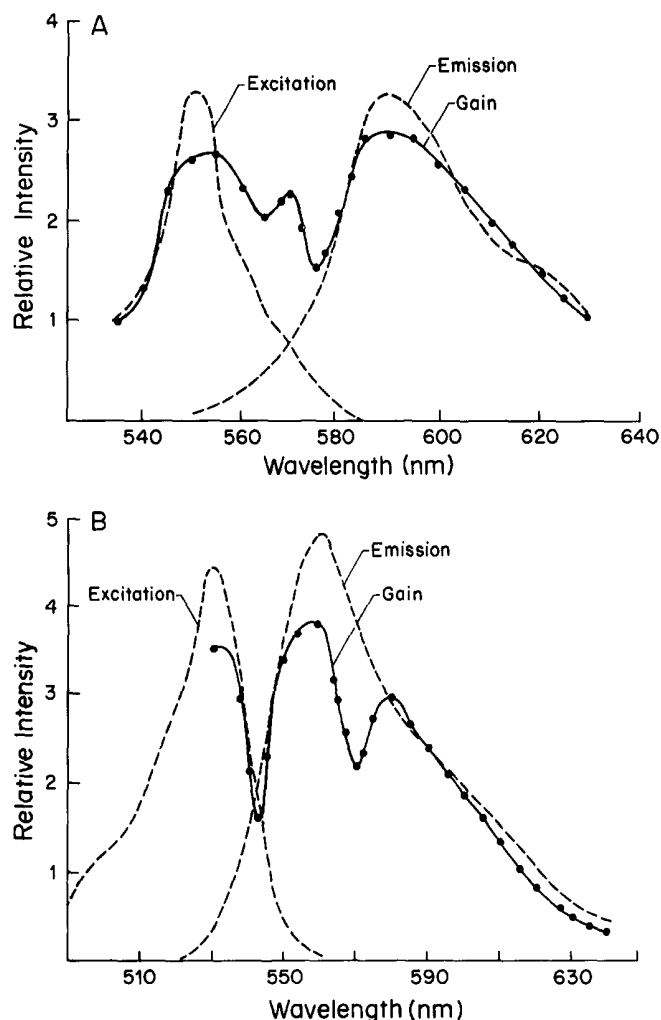 A
4
3
2
1
Relative Intensity
Excitation
Emission
Gain
540 560 580 600 620 640
Wavelength (nm)
B
5
4
3
2
1
Relative Intensity
Excitation
Emission
Gain
510 550 590 630
Wavelength (nm)